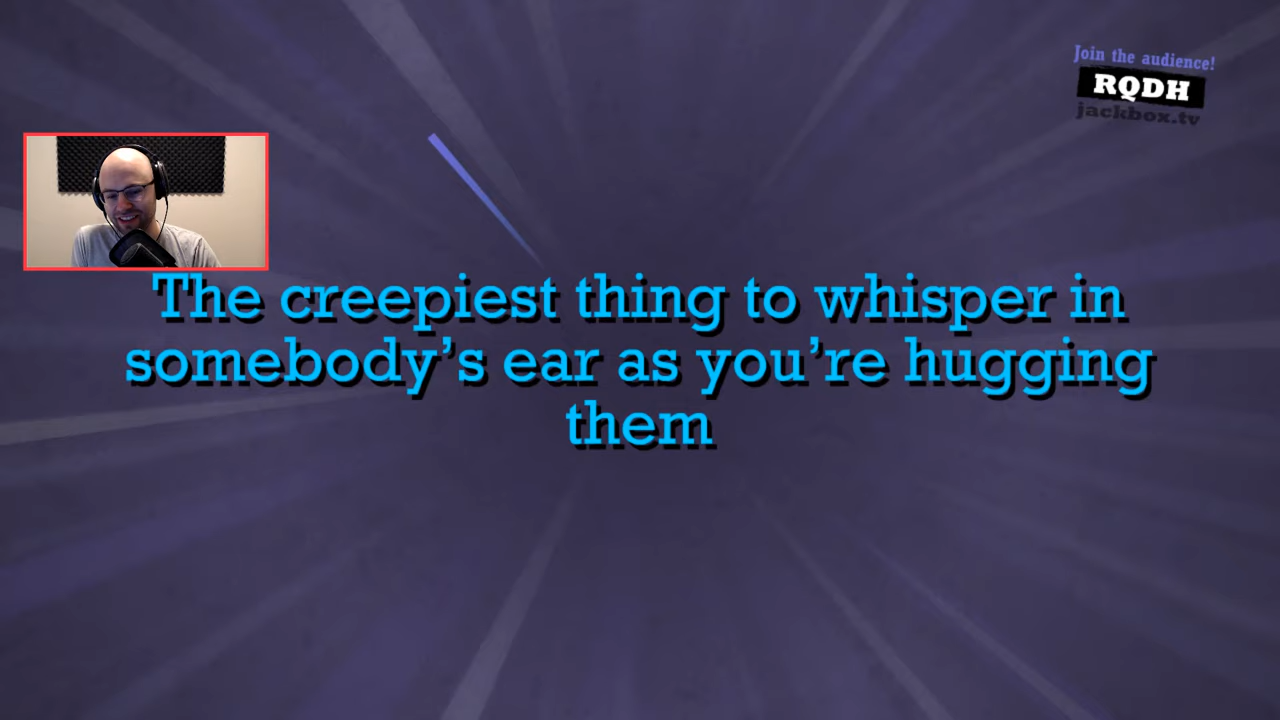 Join the audience!
RQDH
jackbox.tv
The creepiest thing to whisper in
somebody's ear as you're hugging
them